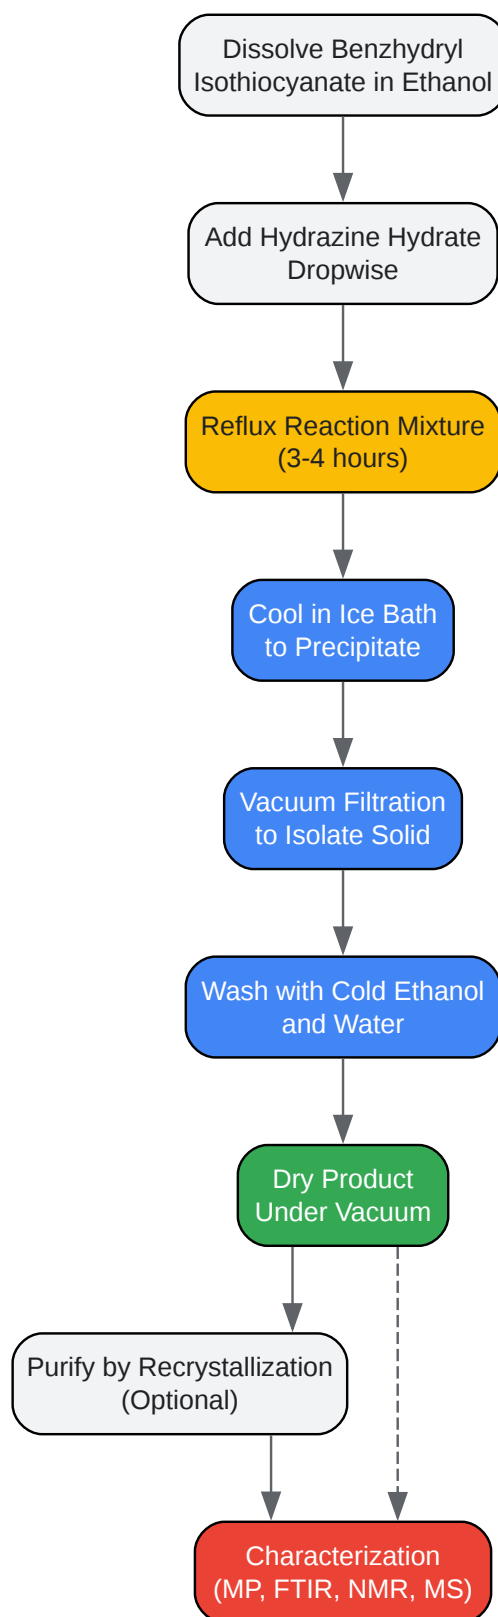 Dissolve Benzhydryl
Isothiocyanate in Ethanol
Add Hydrazine Hydrate
Dropwise
Reflux Reaction Mixture
(3-4 hours)
Cool in Ice Bath
to Precipitate
Vacuum Filtration
to Isolate Solid
Wash with Cold Ethanol
and Water
Dry Product
Under Vacuum
Purify by Recrystallization
(Optional)
Characterization
(MP, FTIR, NMR, MS)